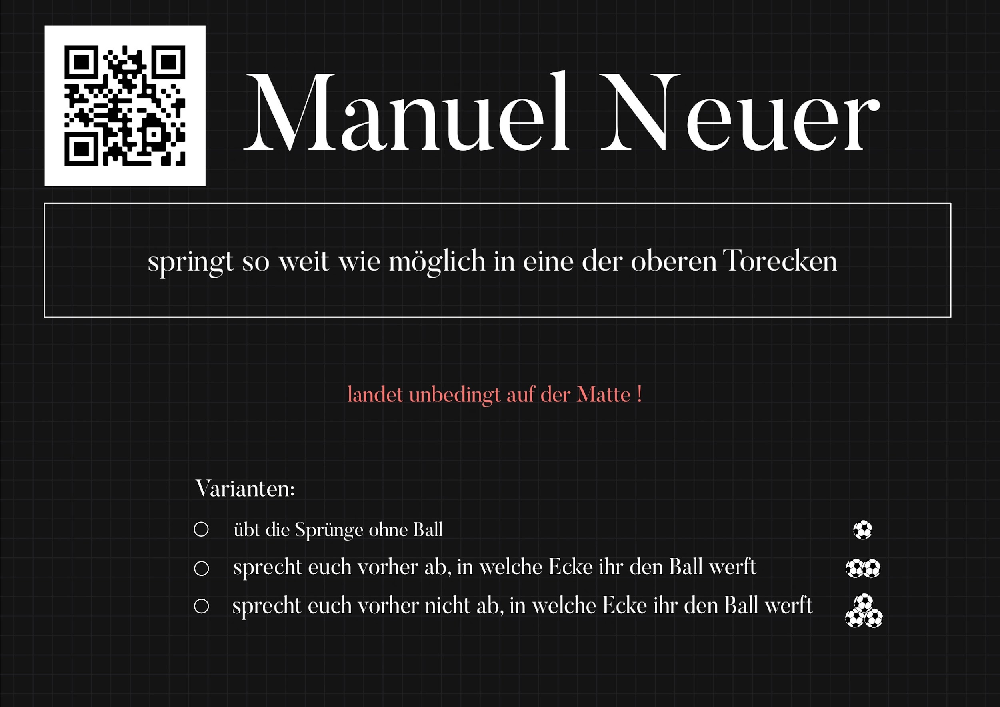 Manuel Neuer
springt so weit wie möglich in eine der oberen Torecken
landet unbedingt auf der Matte !
Varianten:
übt die Sprünge ohne Ball
sprecht euch vorher ab, in welche Ecke ihr den Ball werft
sprecht euch vorher nicht ab, in welche Ecke ihr den Ball werft